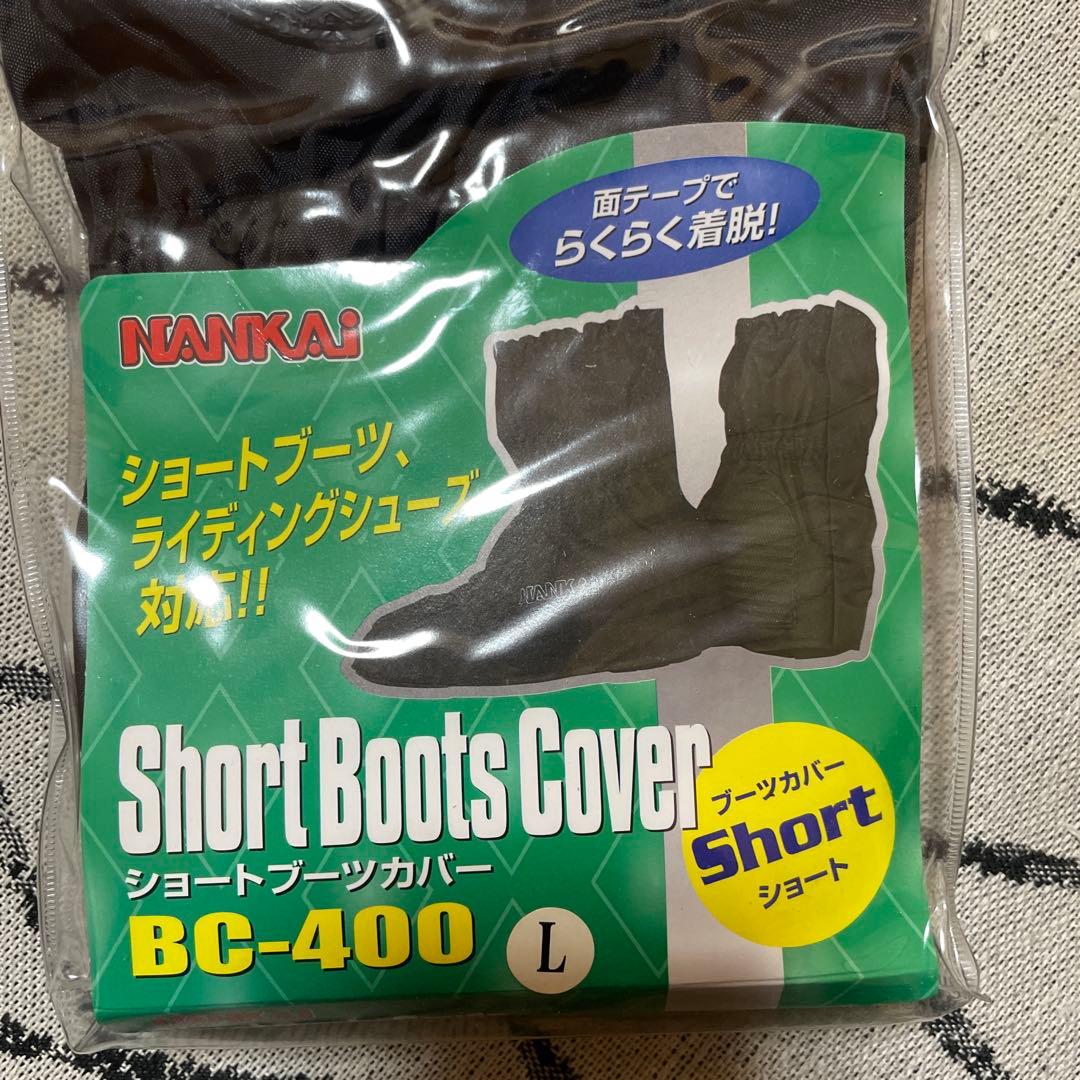 面テープで
らくらく着脱!
NANKAI
ショートブーツ、
ライディングシューズ
対応!!
NANKAI
Short Boots Cover
ショートブーツカバー
BC-400
L
ブーツカバー
Short
ショート